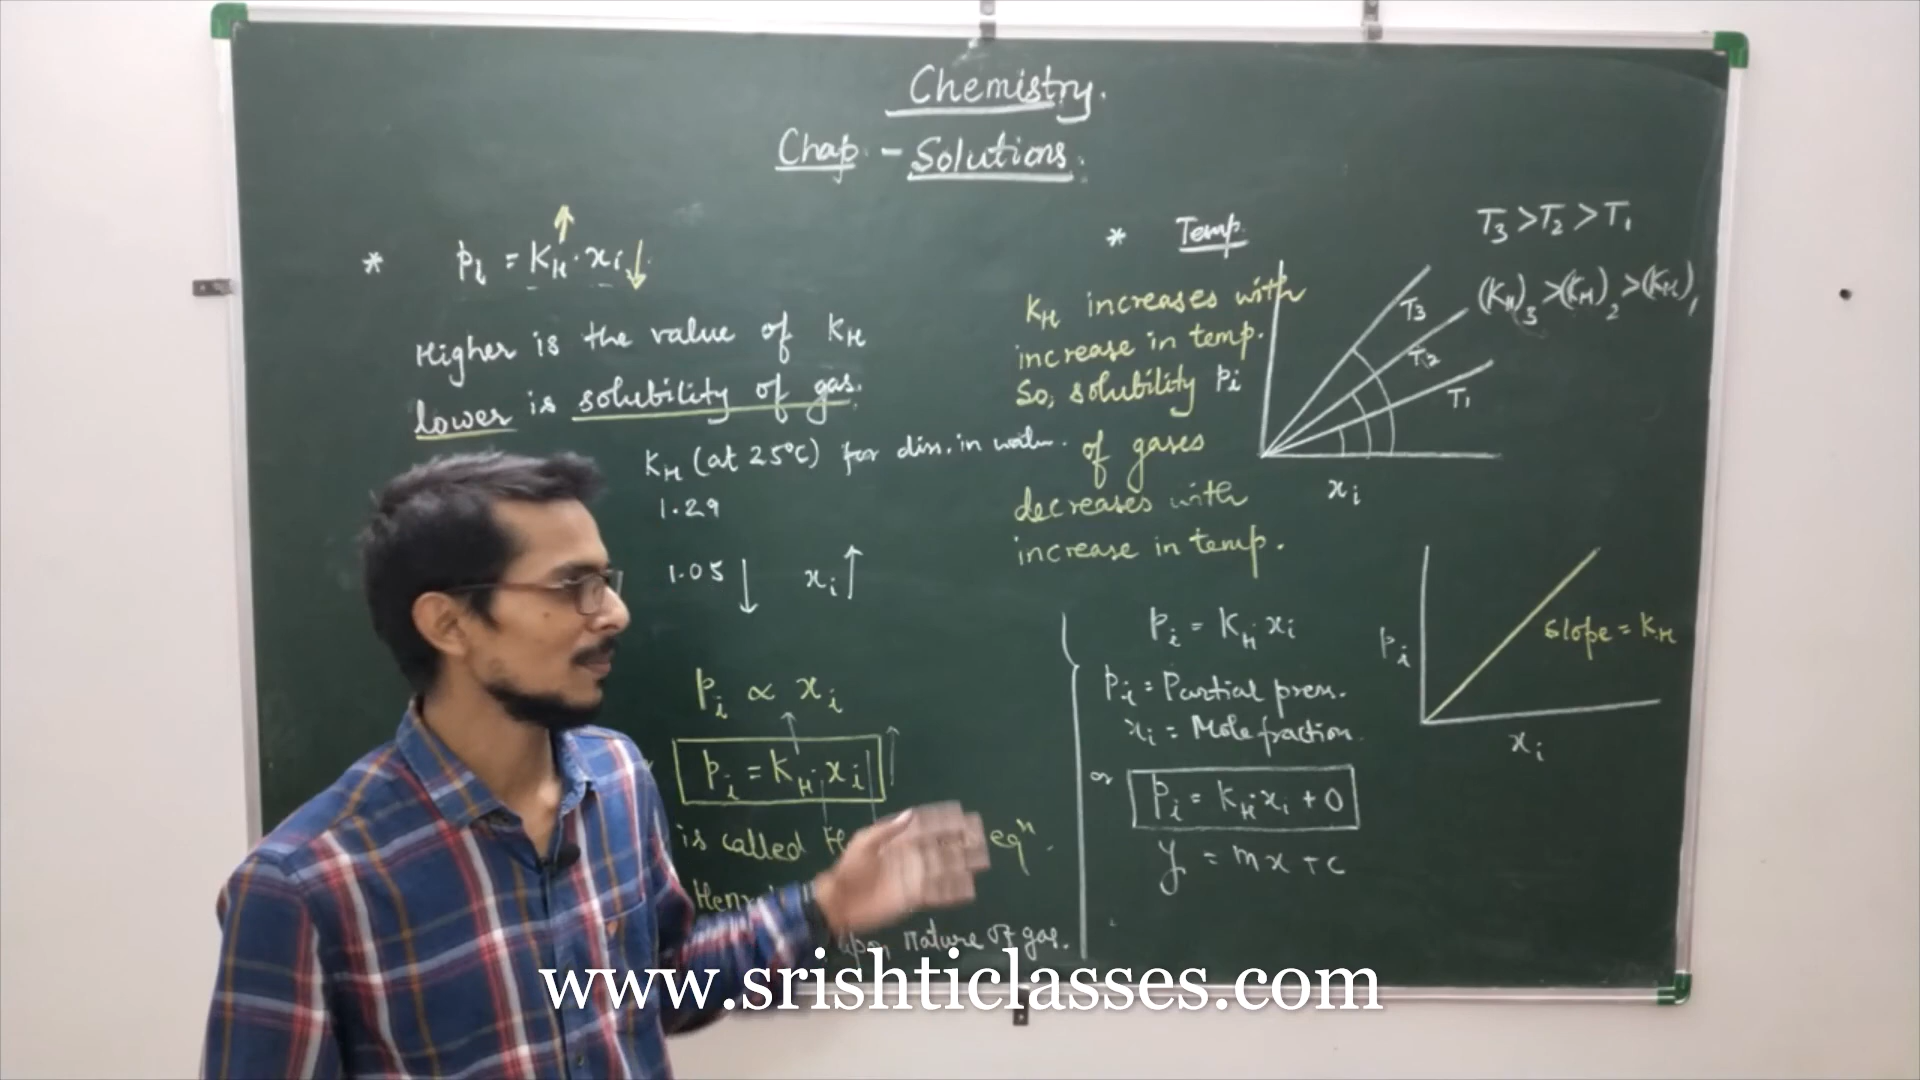 Chemistry.
Chap - Solutions.
* pi = KH · xi
Higher is the value of KH
lower is solubility of gas.
KH (at 25°C) for diss. in water.
1.29
1.05 xi
pi ∝ xi
pi = KH · xi
is called eqn.
nature of gas.
* Temp.
KH increases with
increase in temp.
So, solubility
of gases
decreases with
increase in temp.
T3 > T2 > T1
(KH)3 > (KH)2 > (KH)1
T3
T2
T1
pi
xi
pi = KH · xi
pi = Partial press.
xi = Mole fraction.
or pi = KH · xi + 0
y = mx + c
pi
slope = KH
xi
www.srishticlasses.com